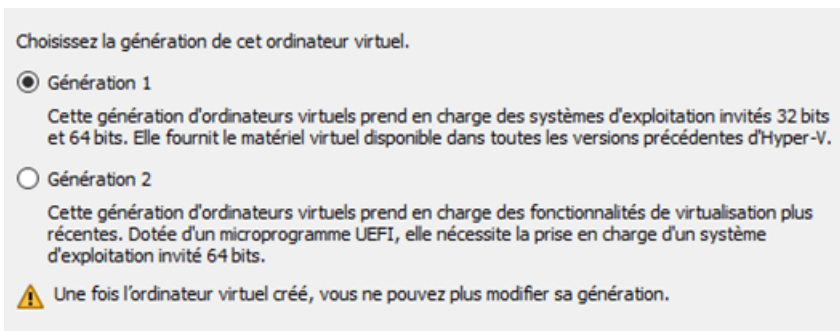 Choisissez la génération de cet ordinateur virtuel.
Génération 1
Cette génération d'ordinateurs virtuels prend en charge des systèmes d'exploitation invités 32 bits
et 64 bits. Elle fournit le matériel virtuel disponible dans toutes les versions précédentes d'Hyper-V.
Génération 2
Cette génération d'ordinateurs virtuels prend en charge des fonctionnalités de virtualisation plus
récentes. Dotée d'un microprogramme UEFI, elle nécessite la prise en charge d'un système
d'exploitation invité 64 bits.
Une fois l’ordinateur virtuel créé, vous ne pouvez plus modifier sa génération.